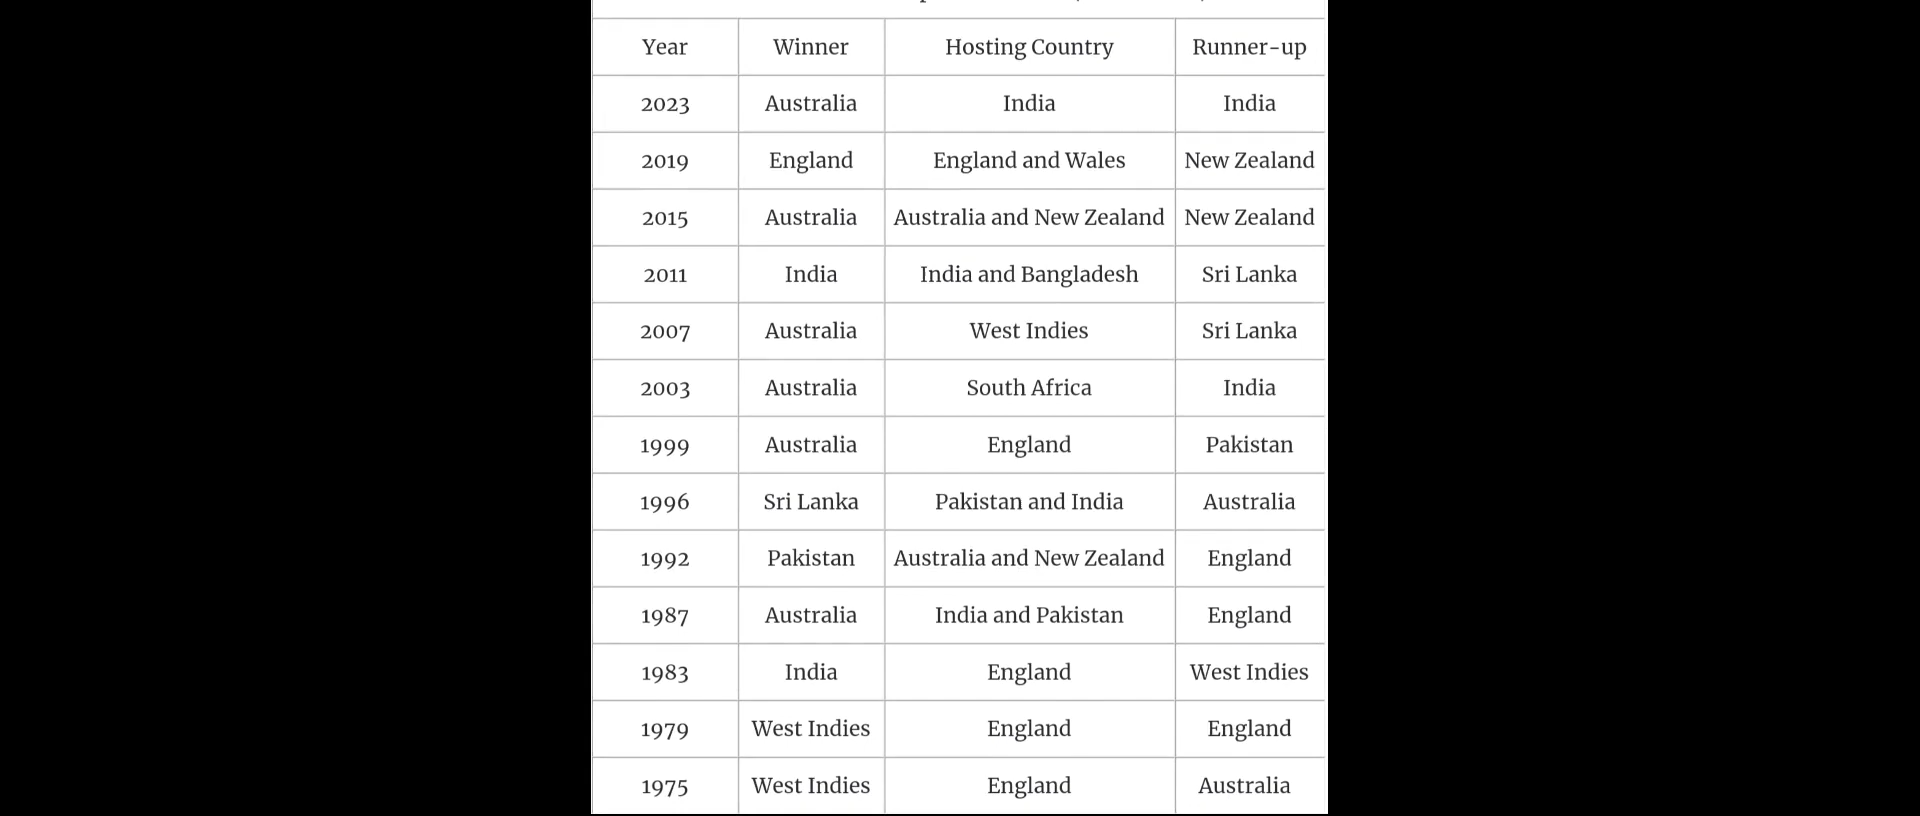 Year Winner Hosting Country Runner-up
2023 Australia India India
2019 England England and Wales New Zealand
2015 Australia Australia and New Zealand New Zealand
2011 India India and Bangladesh Sri Lanka
2007 Australia West Indies Sri Lanka
2003 Australia South Africa India
1999 Australia England Pakistan
1996 Sri Lanka Pakistan and India Australia
1992 Pakistan Australia and New Zealand England
1987 Australia India and Pakistan England
1983 India England West Indies
1979 West Indies England England
1975 West Indies England Australia